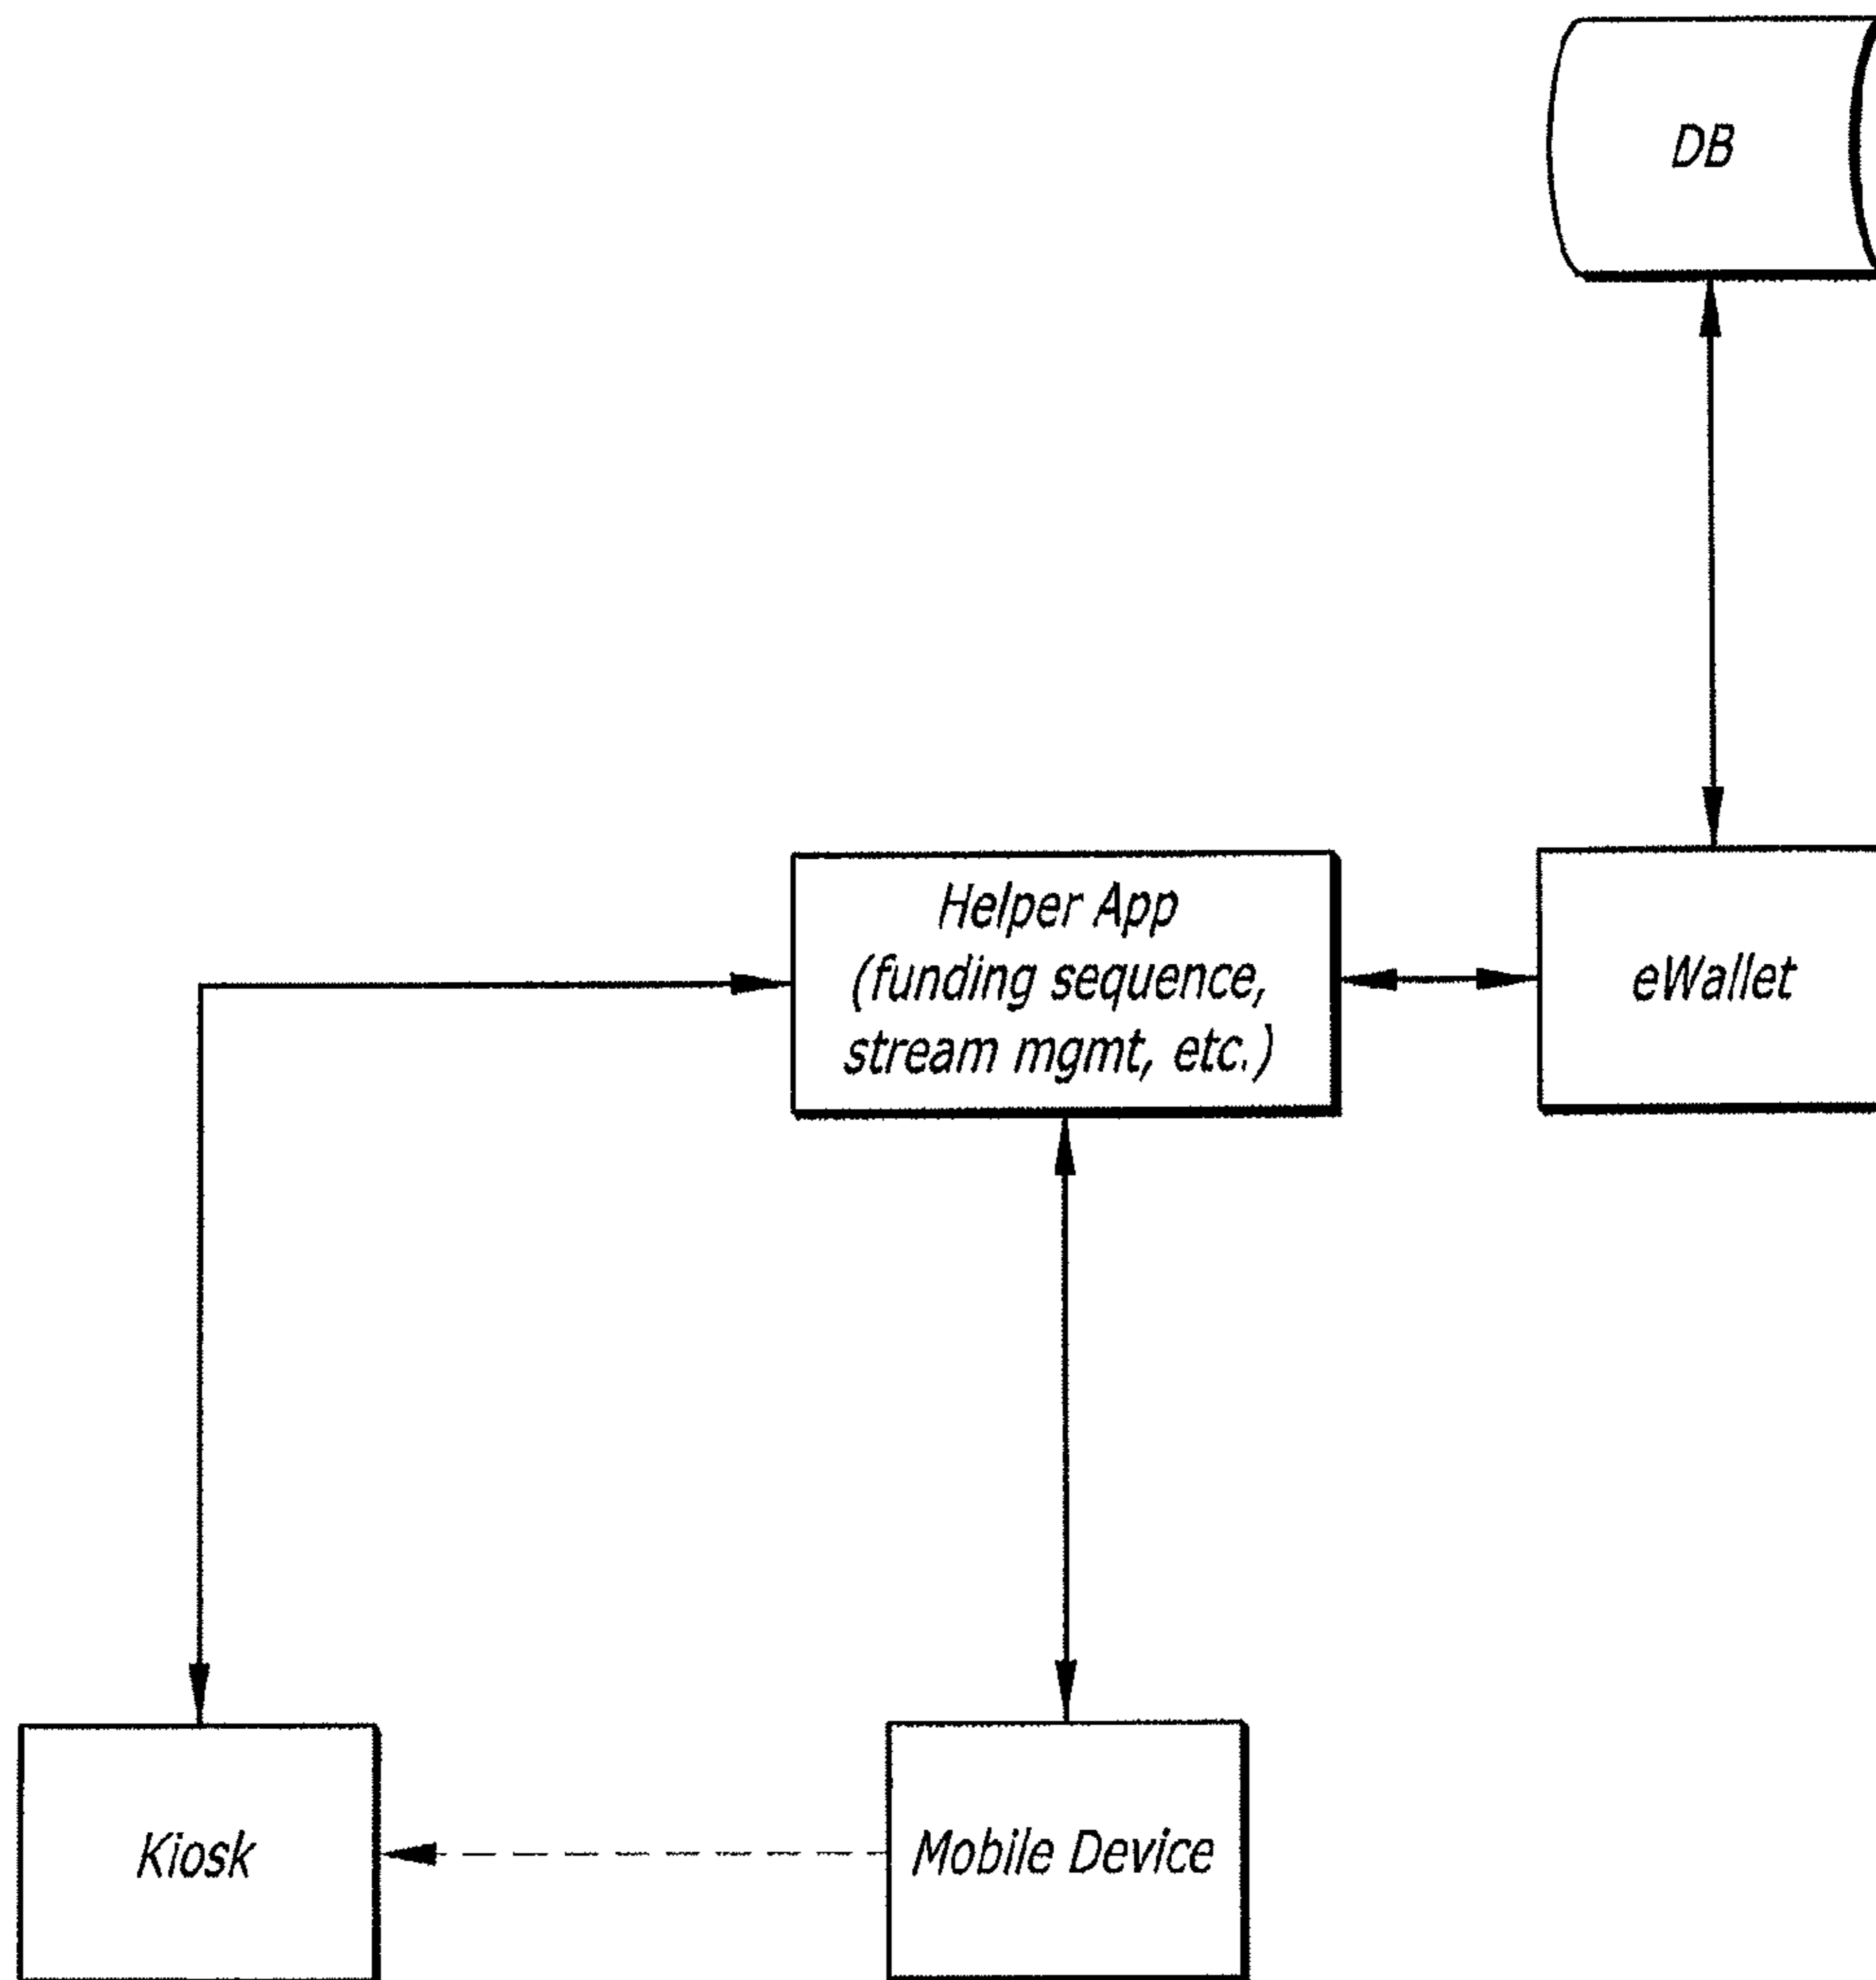 DB
Helper App
(funding sequence,
stream mgmt, etc.)
eWallet
Kiosk
Mobile Device